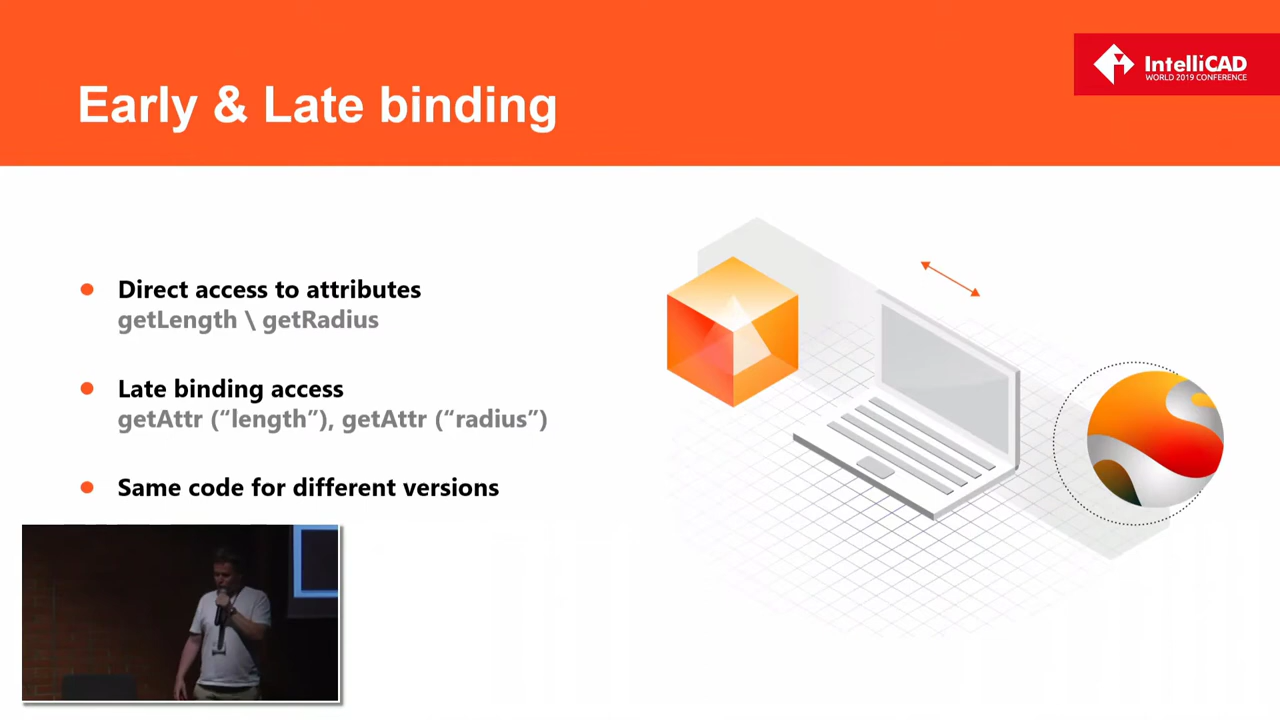 IntelliCAD
WORLD 2019 CONFERENCE
Early & Late binding
Direct access to attributes
getLength \ getRadius
Late binding access
getAttr (“length”), getAttr (“radius”)
Same code for different versions